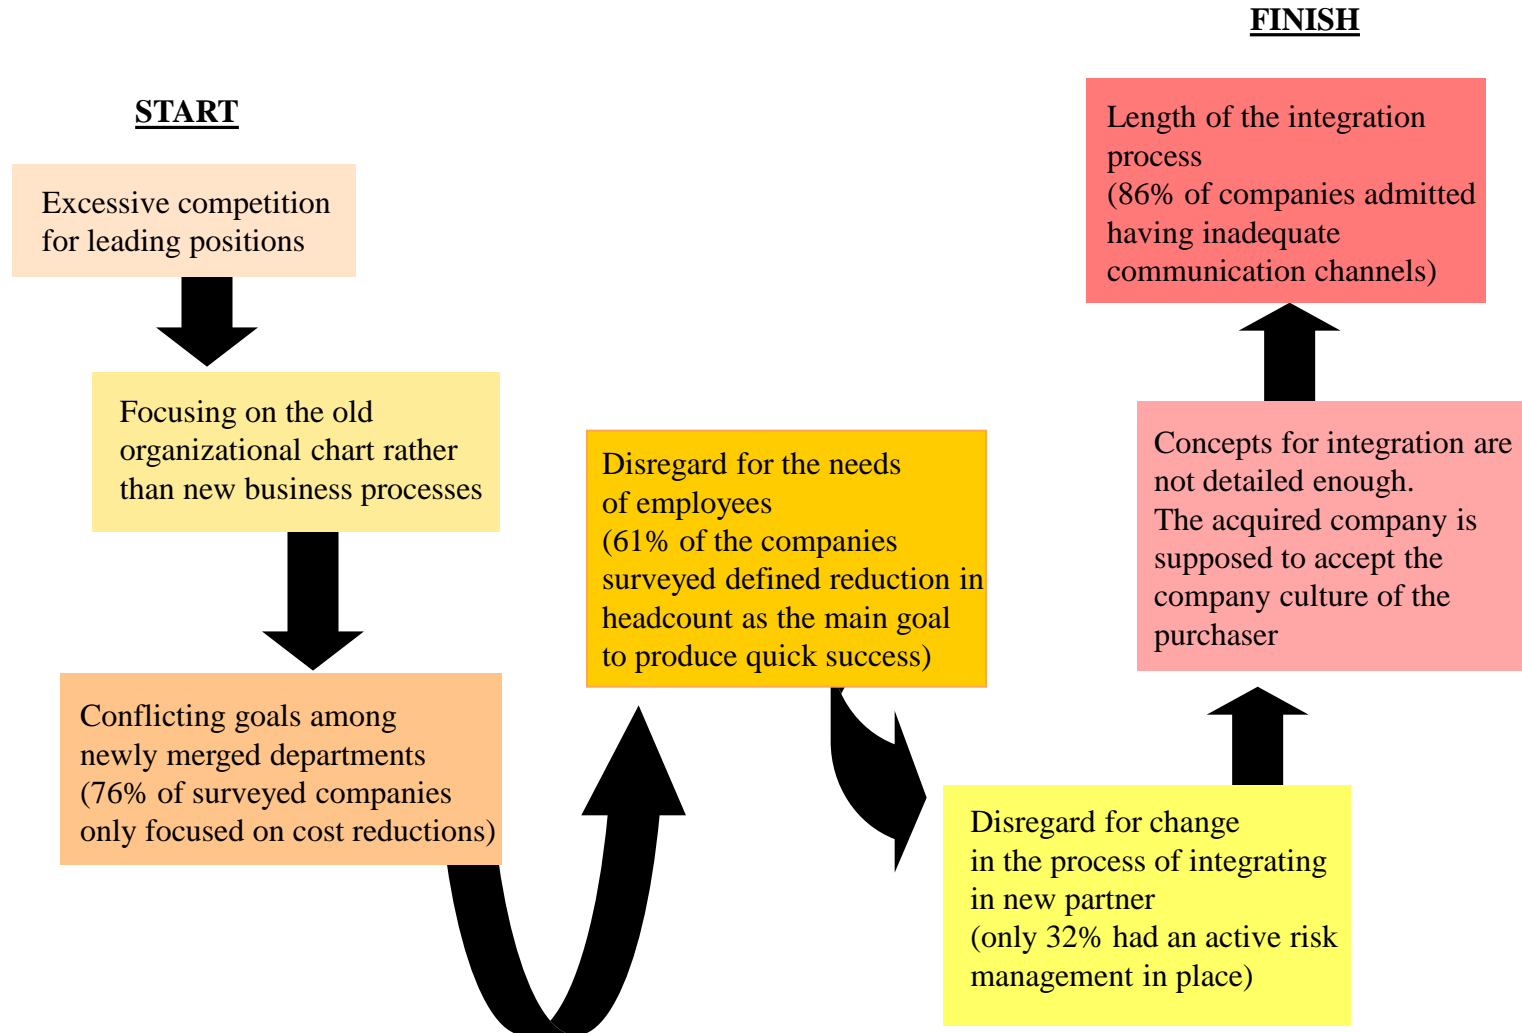 START
Excessive competition
for leading positions
Focusing on the old
organizational chart rather
than new business processes
Conflicting goals among
newly merged departments
(76% of surveyed companies
only focused on cost reductions)
Disregard for the needs
of employees
(61% of the companies
surveyed defined reduction in
headcount as the main goal
to produce quick success)
Disregard for change
in the process of integrating
in new partner
(only 32% had an active risk
management in place)
Concepts for integration are
not detailed enough.
The acquired company is
supposed to accept the
company culture of the
purchaser
FINISH
Length of the integration
process
(86% of companies admitted
having inadequate
communication channels)